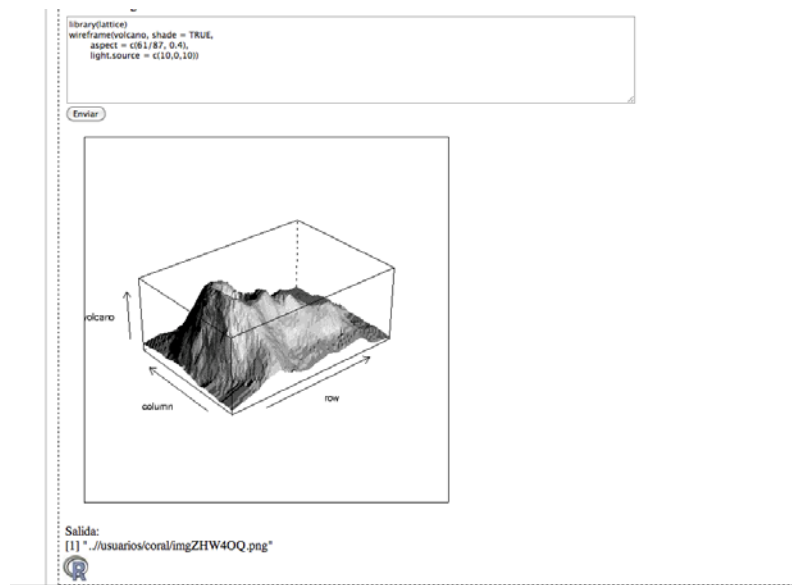 library(lattice)
wireframe(volcano, shade = TRUE,
aspect = c(61/87, 0.4),
light.source = c(10,0,10))
Enviar
volcano
column
row
Salida:
[1] "..//usuarios/coral/imgZHW4OQ.png"
R